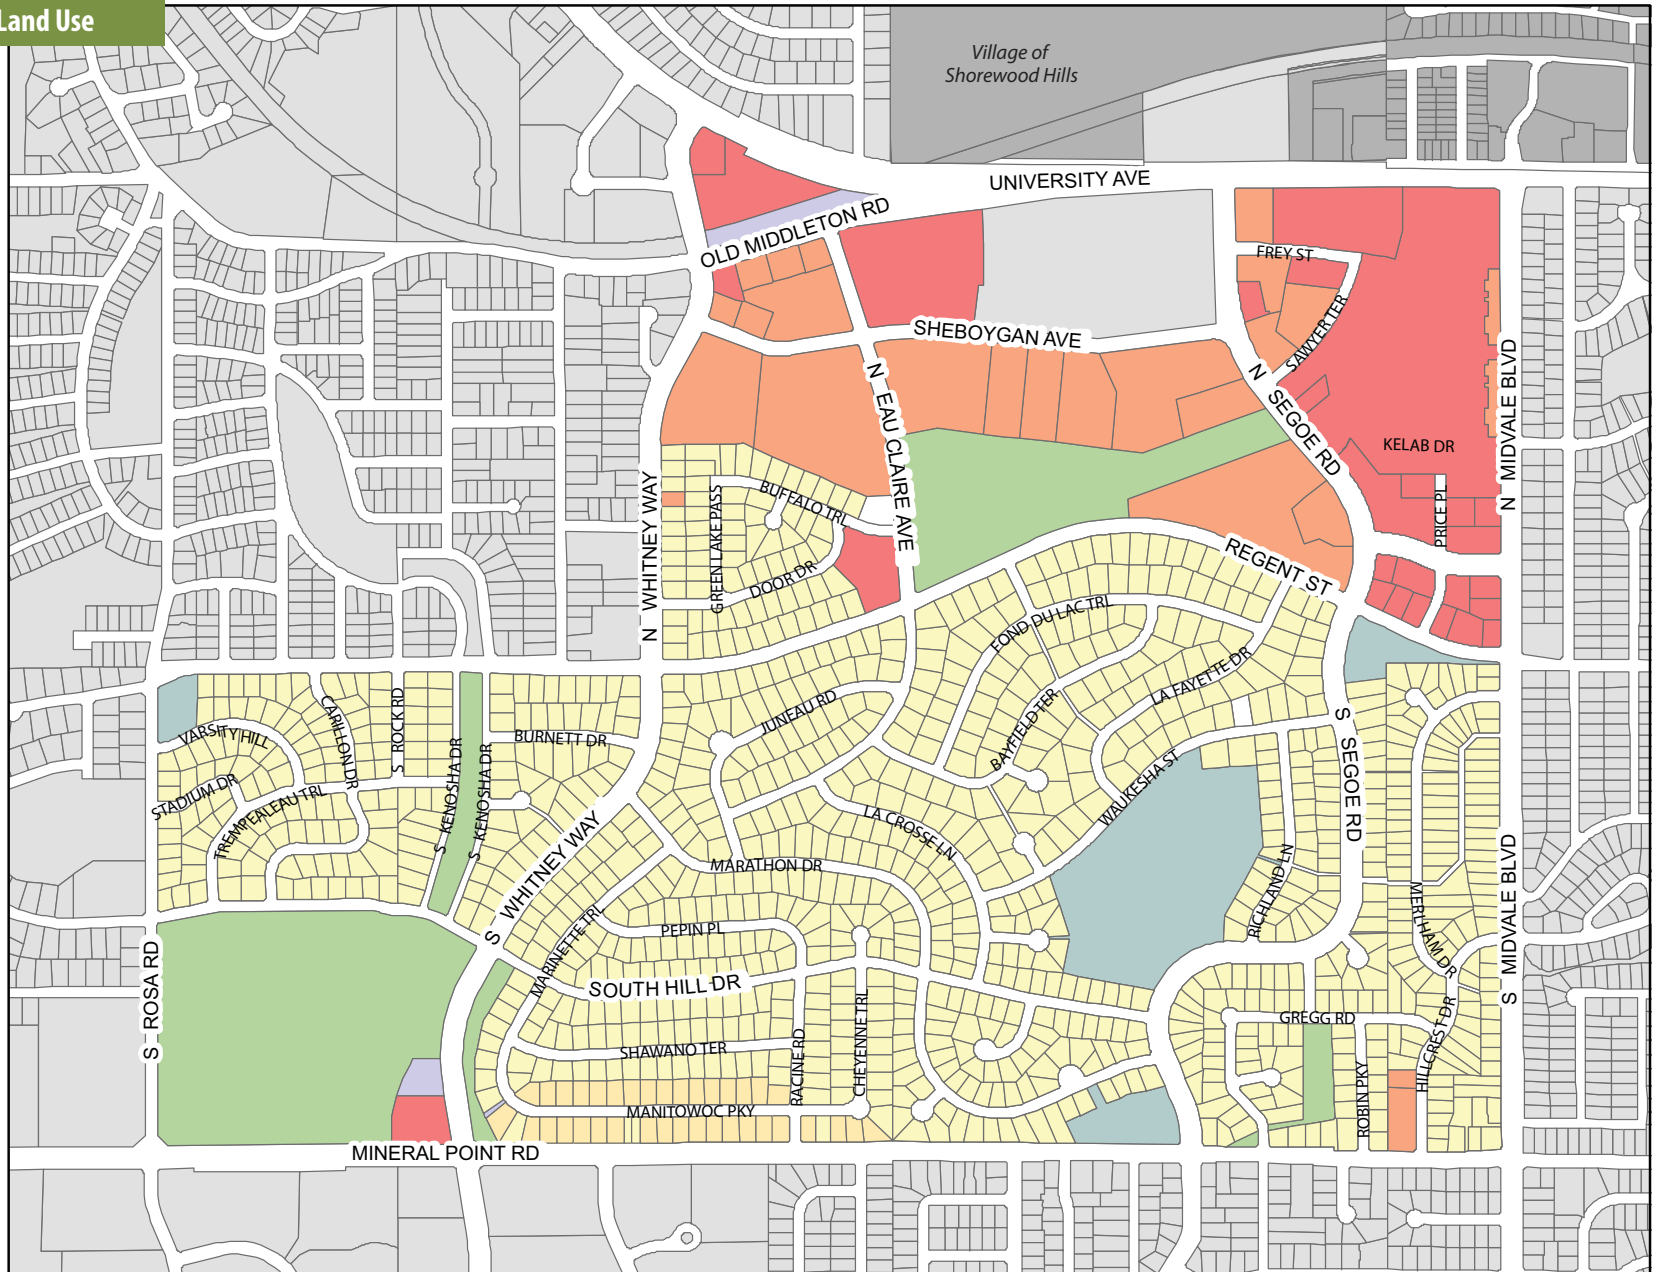 Land Use
Village of
Shorewood Hills
UNIVERSITY AVE
OLD MIDDLETON RD
FREY ST
SAWYER TER
SHEBOYGAN AVE
N EAU CLAIRE AVE
N SEGOE RD
N MIDVALE BLVD
KELAB DR
PRICE PL
N WHITNEY WAY
GREEN LAKE PASS
BUFFALO TRL
DOOR DR
REGENT ST
FOND DU LAC TRL
LA FAYETTE DR
BAYFIELD TER
JUNEAU RD
WAUKESHA ST
S SEGOE RD
VARSITY HILL
CARILLON DR
S ROCK RD
S KENOSHA DR
S KENOSHA DR
BURNETT DR
STADIUM DR
TREMPEALEAU TRL
S WHITNEY WAY
LA CROSSE LN
MARATHON DR
RICHLAND LN
MERLHAM DR
S MIDVALE BLVD
MARINETTE TRL
PEPIN PL
SOUTH HILL DR
S ROSA RD
SHAWANO TER
RACINE RD
CHEYENNE TRL
GREGG RD
HILLCREST DR
ROBIN PKY
MANITOWOC PKY
MINERAL POINT RD